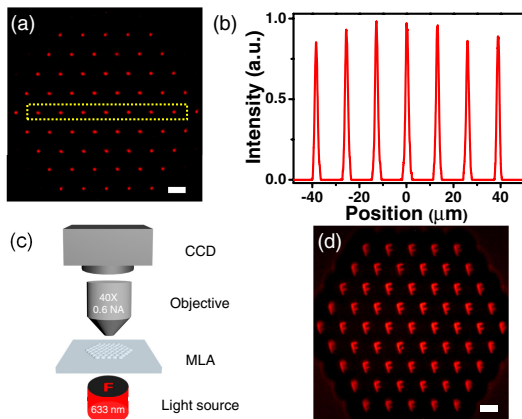 (a)
(b)
Intensity (a.u.)
1.0
0.5
0.0
-40 -20 0 20 40
Position (μm)
(c)
CCD
40X
0.6 NA
Objective
MLA
F
633 nm
Light source
(d)
F F F F F
F F F F F F
F F F F F F F
F F F F F F F F
F F F F F F F F F
F F F F F F F F
F F F F F F F
F F F F F F
F F F F F